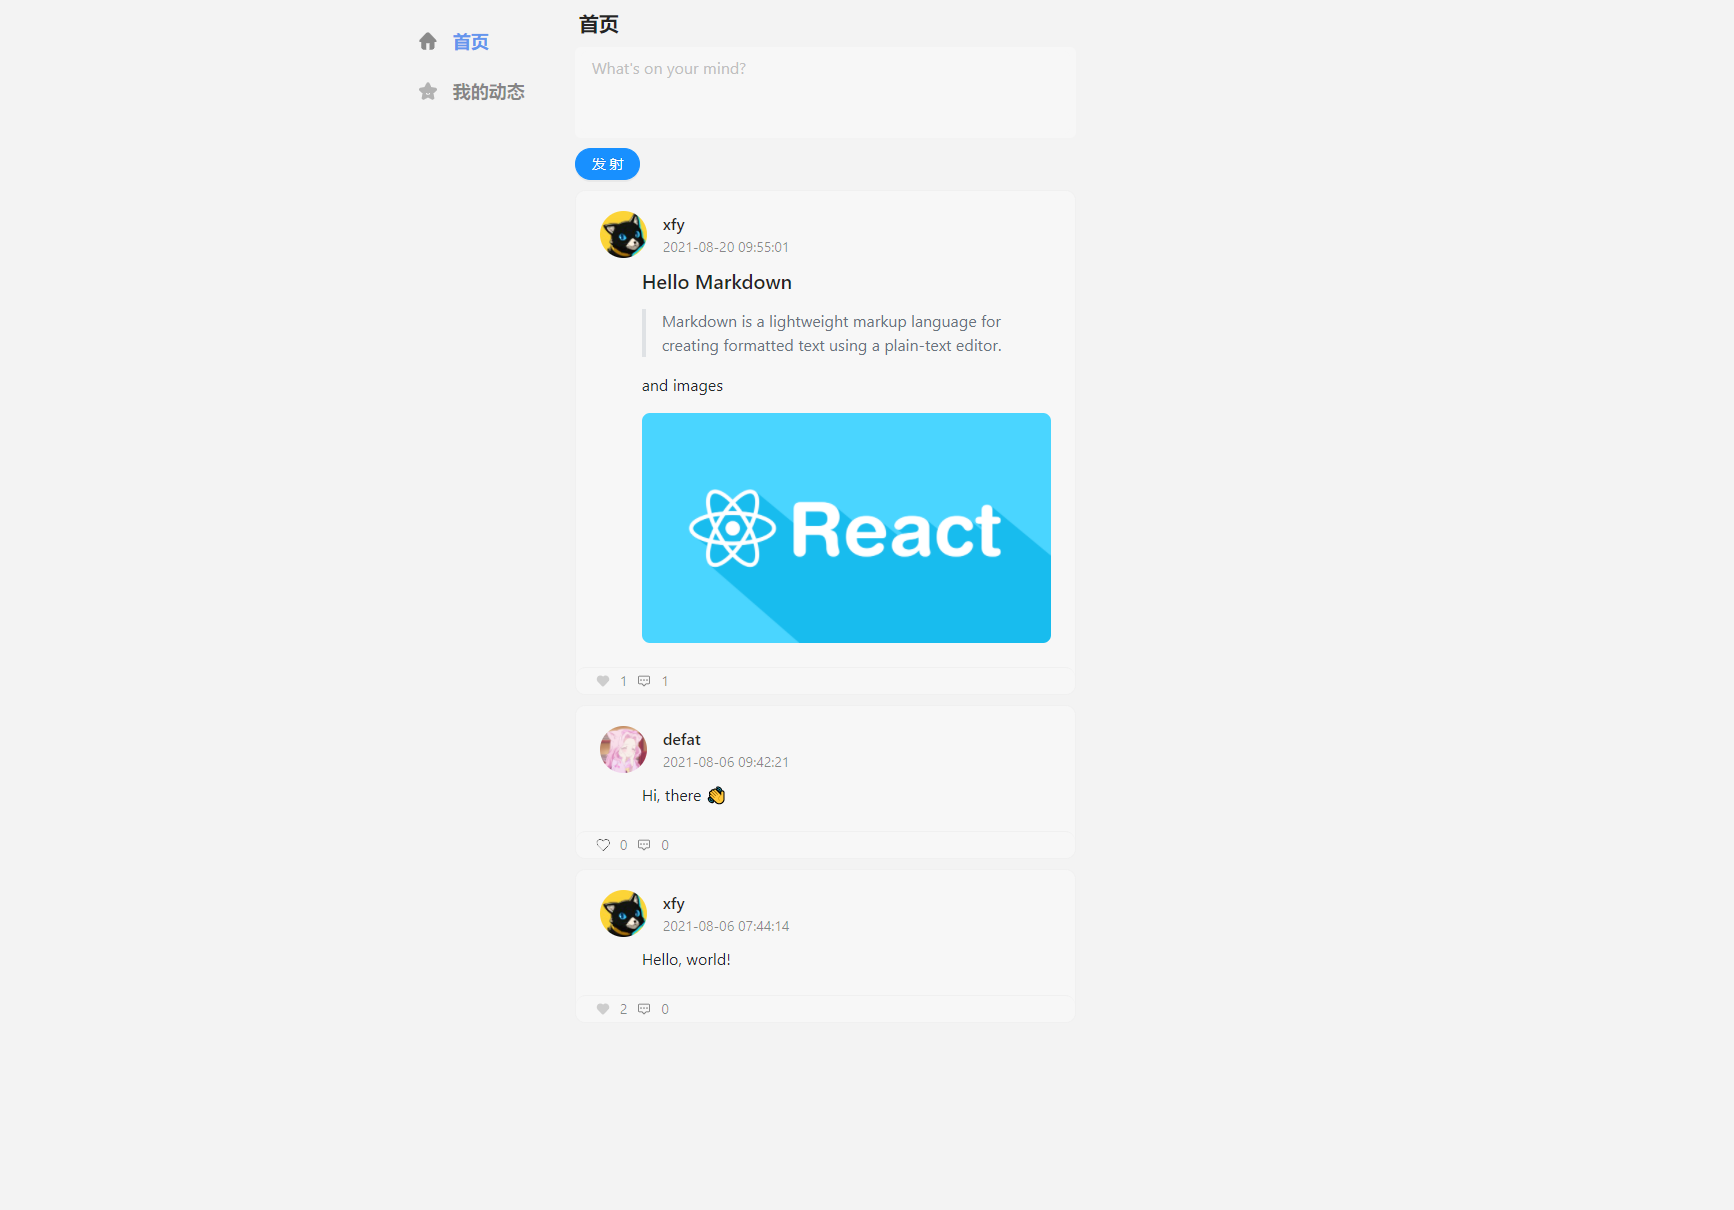 首页
我的动态
首页
What's on your mind?
发射
xfy
2021-08-20 09:55:01
Hello Markdown
Markdown is a lightweight markup language for
creating formatted text using a plain-text editor.
and images
React
1 1
defat
2021-08-06 09:42:21
Hi, there 👋
0 0
xfy
2021-08-06 07:44:14
Hello, world!
2 0